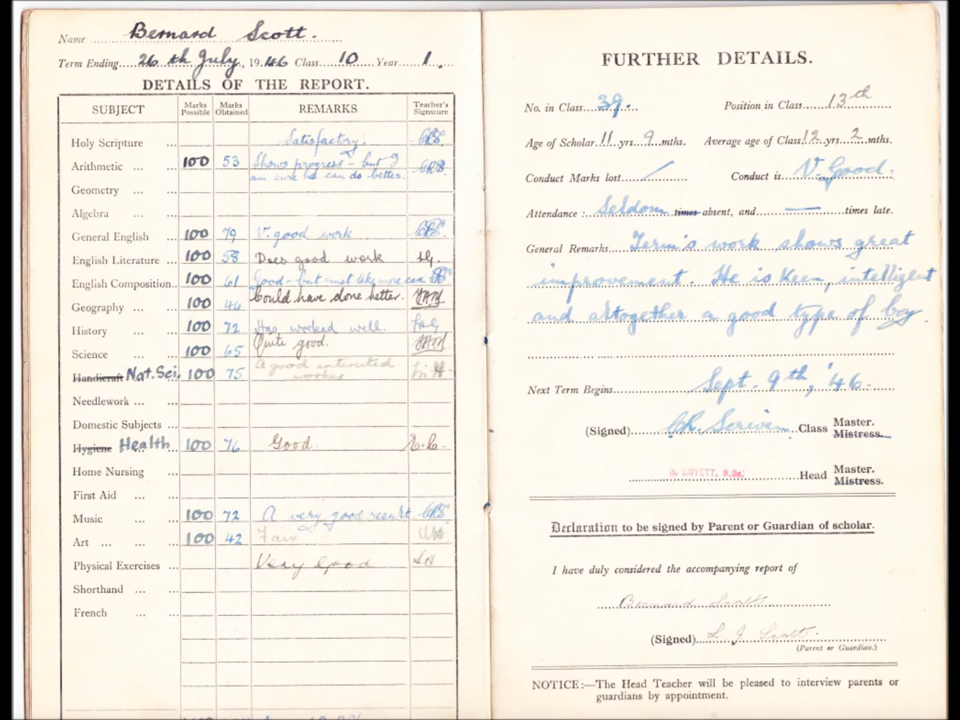 Name Bernard Scott.
Term Ending 26th July, 1946 Class 10 Year 1.
DETAILS OF THE REPORT.
SUBJECT Marks Possible Marks Obtained REMARKS Teacher's Signature
Holy Scripture ... Satisfactory.
Arithmetic ... ... 100 53 Shows progress - but I
am sure he can do better.
Geometry ... ...
Algebra ... ...
General English ... 100 79 V. good work
English Literature ... 100 58 Does good work
English Composition... 100 61 Good - but must take more care
Geography ... ... 100 46 Could have done better.
History ... ... 100 72 Has worked well.
Science ... ... 100 65 Quite good.
Handicraft Nat. Sci. 100 75 A good interested
worker
Needlework ... ...
Domestic Subjects ...
Hygiene Health 100 76 Good.
Home Nursing ...
First Aid ... ...
Music ... ... 100 72 A very good result.
Art ... ... ... 100 42 Fair
Physical Exercises ... Very Good
Shorthand ... ...
French ... ...
FURTHER DETAILS.
No. in Class 39. Position in Class 13th
Age of Scholar 11 yrs 9 mths. Average age of Class 12 yrs 2 mths.
Conduct Marks lost / Conduct is V. Good.
Attendance : Seldom times absent, and — times late.
General Remarks Term's work shows great
improvement. He is keen, intelligent
and altogether a good type of boy.
Next Term Begins Sept. 9th, '46.
(Signed) Scriven Class Master.
Mistress.
LOVETT, B.Sc. Head Master.
Mistress.
Declaration to be signed by Parent or Guardian of scholar.
I have duly considered the accompanying report of
Bernard Scott
(Signed) L J Scott.
(Parent or Guardian.)
NOTICE:—The Head Teacher will be pleased to interview parents or
guardians by appointment.